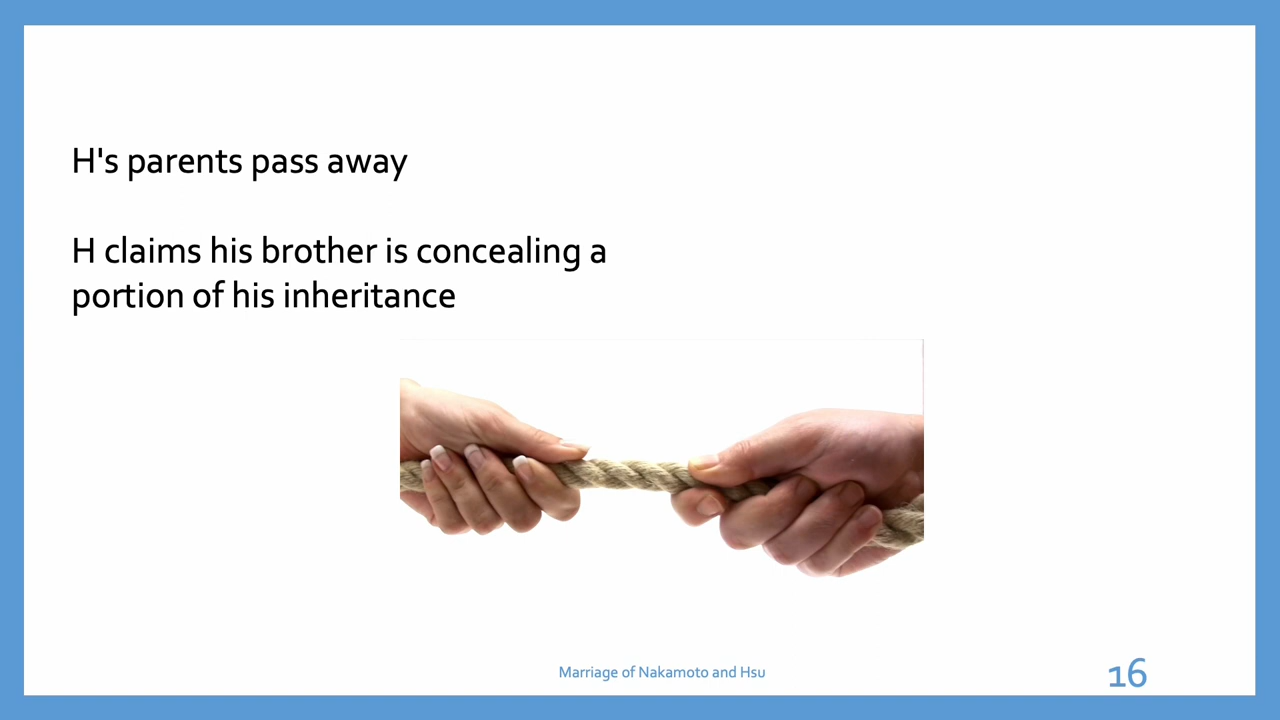 H's parents pass away
H claims his brother is concealing a
portion of his inheritance
Marriage of Nakamoto and Hsu
16